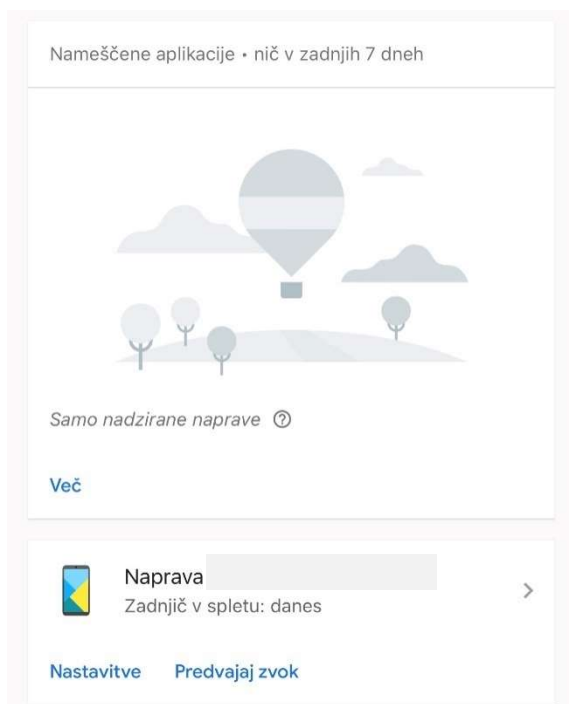 Nameščene aplikacije • nič v zadnjih 7 dneh
Samo nadzirane naprave
Več
Naprava
Zadnjič v spletu: danes
Nastavitve Predvajaj zvok